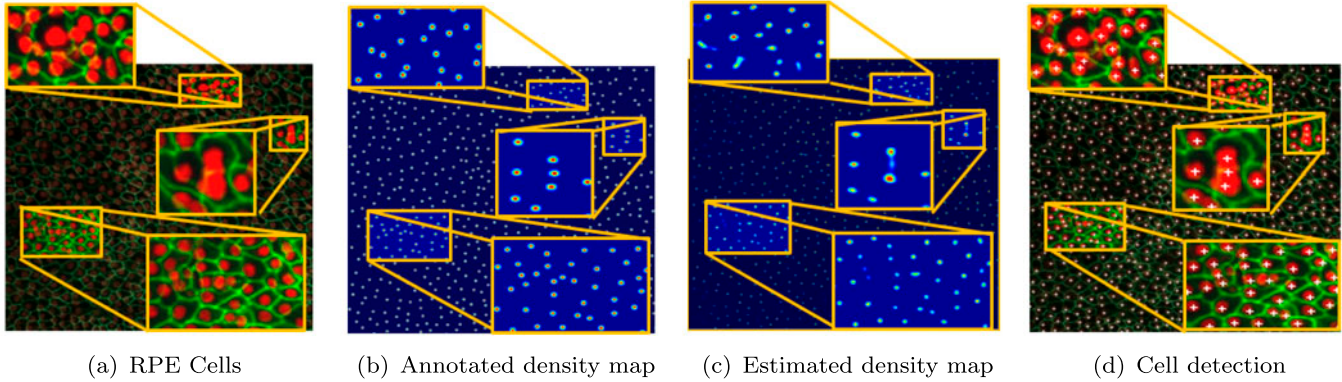 (a) RPE Cells
(b) Annotated density map
(c) Estimated density map
(d) Cell detection